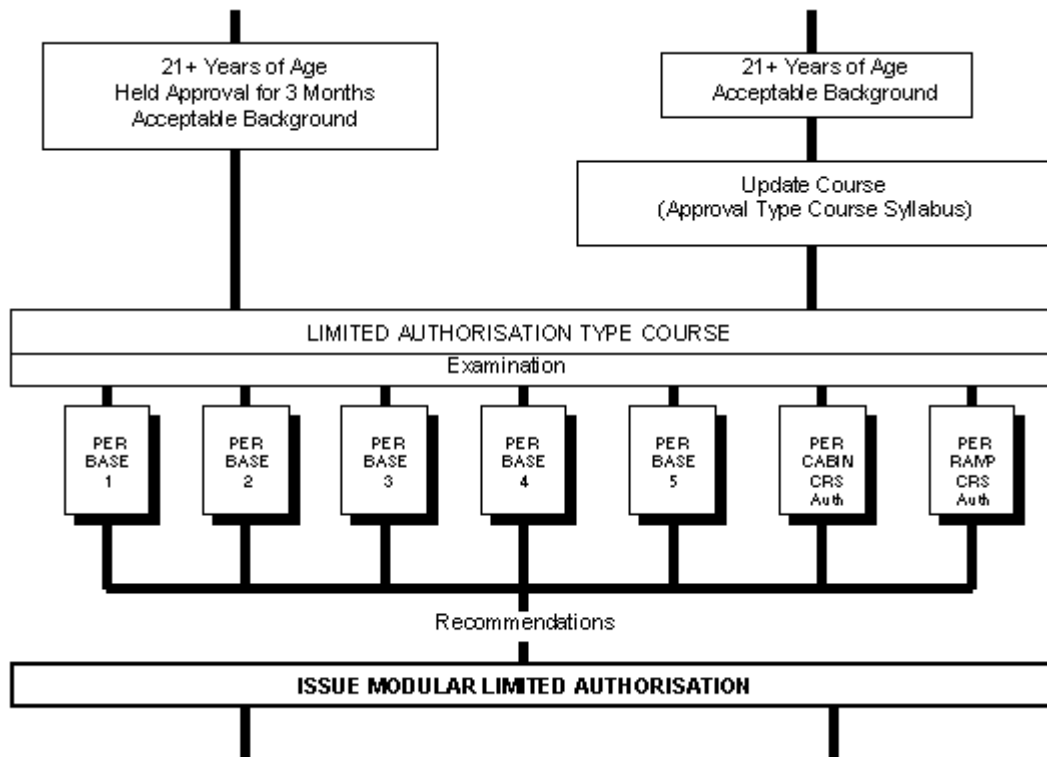 21+ Years of Age
Held Approval for 3 Months
Acceptable Background
21+ Years of Age
Acceptable Background
Update Course
(Approval Type Course Syllabus)
LIMITED AUTHORISATION TYPE COURSE
Examination
PER
BASE
1
PER
BASE
2
PER
BASE
3
PER
BASE
4
PER
BASE
5
PER
CABIN
CRS
Auth
PER
RAMP
CRS
Auth
Recommendations
ISSUE MODULAR LIMITED AUTHORISATION